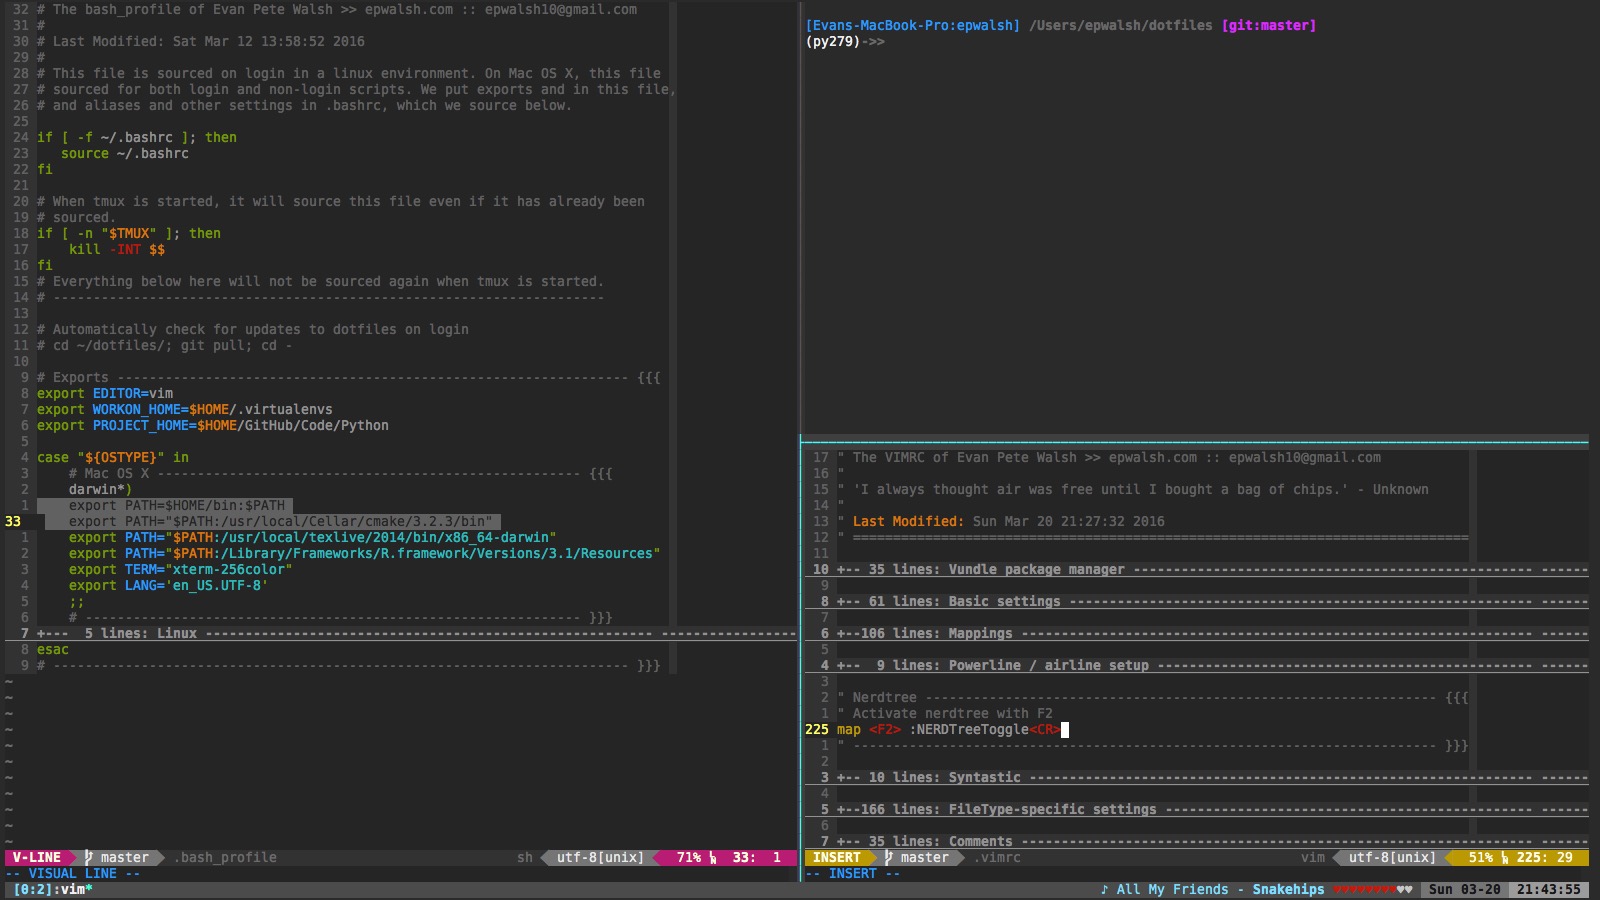 32 # The bash_profile of Evan Pete Walsh >> epwalsh.com :: epwalsh10@gmail.com
31 #
30 # Last Modified: Sat Mar 12 13:58:52 2016
29 #
28 # This file is sourced on login in a linux environment. On Mac OS X, this file
27 # sourced for both login and non-login scripts. We put exports and in this file,
26 # and aliases and other settings in .bashrc, which we source below.
25
24 if [ -f ~/.bashrc ]; then
23    source ~/.bashrc
22 fi
21
20 # When tmux is started, it will source this file even if it has already been
19 # sourced.
18 if [ -n "$TMUX" ]; then
17     kill -INT $$
16 fi
15 # Everything below here will not be sourced again when tmux is started.
14 # ---------------------------------------------------------------------
13
12 # Automatically check for updates to dotfiles on login
11 # cd ~/dotfiles/; git pull; cd -
10
9 # Exports ---------------------------------------------------------------- {{{
8 export EDITOR=vim
7 export WORKON_HOME=$HOME/.virtualenvs
6 export PROJECT_HOME=$HOME/GitHub/Code/Python
5
4 case "${OSTYPE}" in
3     # Mac OS X ----------------------------------------------------- {{{
2     darwin*)
1     export PATH=$HOME/bin:$PATH
33     export PATH="$PATH:/usr/local/Cellar/cmake/3.2.3/bin"
1     export PATH="$PATH:/usr/local/texlive/2014/bin/x86_64-darwin"
2     export PATH="$PATH:/Library/Frameworks/R.framework/Versions/3.1/Resources"
3     export TERM="xterm-256color"
4     export LANG='en_US.UTF-8'
5     ;;
6     # -------------------------------------------------------------- }}}
7 +---  5 lines: Linux -------------------------------------------------------- -----------------
8 esac
9 # -------------------------------------------------------------------------- }}}
~
~
~
~
~
~
~
~
~
~
~
V-LINE master .bash_profile sh utf-8[unix] 71% 33: 1
-- VISUAL LINE --
[Evans-MacBook-Pro:epwalsh] /Users/epwalsh/dotfiles [git:master]
(py279)->>
17 " The VIMRC of Evan Pete Walsh >> epwalsh.com :: epwalsh10@gmail.com
16 "
15 " 'I always thought air was free until I bought a bag of chips.' - Unknown
14 "
13 " Last Modified: Sun Mar 20 21:27:32 2016
12 " =============================================================================
11
10 +-- 35 lines: Vundle package manager -------------------------------------------------- ------
9
8 +-- 61 lines: Basic settings ---------------------------------------------------------- ------
7
6 +--106 lines: Mappings ---------------------------------------------------------------- ------
5
4 +--  9 lines: Powerline / airline setup ----------------------------------------------- ------
3
2 " Nerdtree ---------------------------------------------------------------- {{{
1 " Activate nerdtree with F2
225 map <F2> :NERDTreeToggle<CR>
1 " ------------------------------------------------------------------------- }}}
2
3 +-- 10 lines: Syntastic --------------------------------------------------------------- ------
4
5 +--166 lines: FileType-specific settings ---------------------------------------------- ------
6
7 +-- 35 lines: Comments ---------------------------------------------------------------- ------
INSERT master .vimrc vim utf-8[unix] 51% 225: 29
-- INSERT --
[0:2]:vim* ♪ All My Friends - Snakehips ♥♥♥♥♥♥♥♥♥♥ Sun 03-20 21:43:55